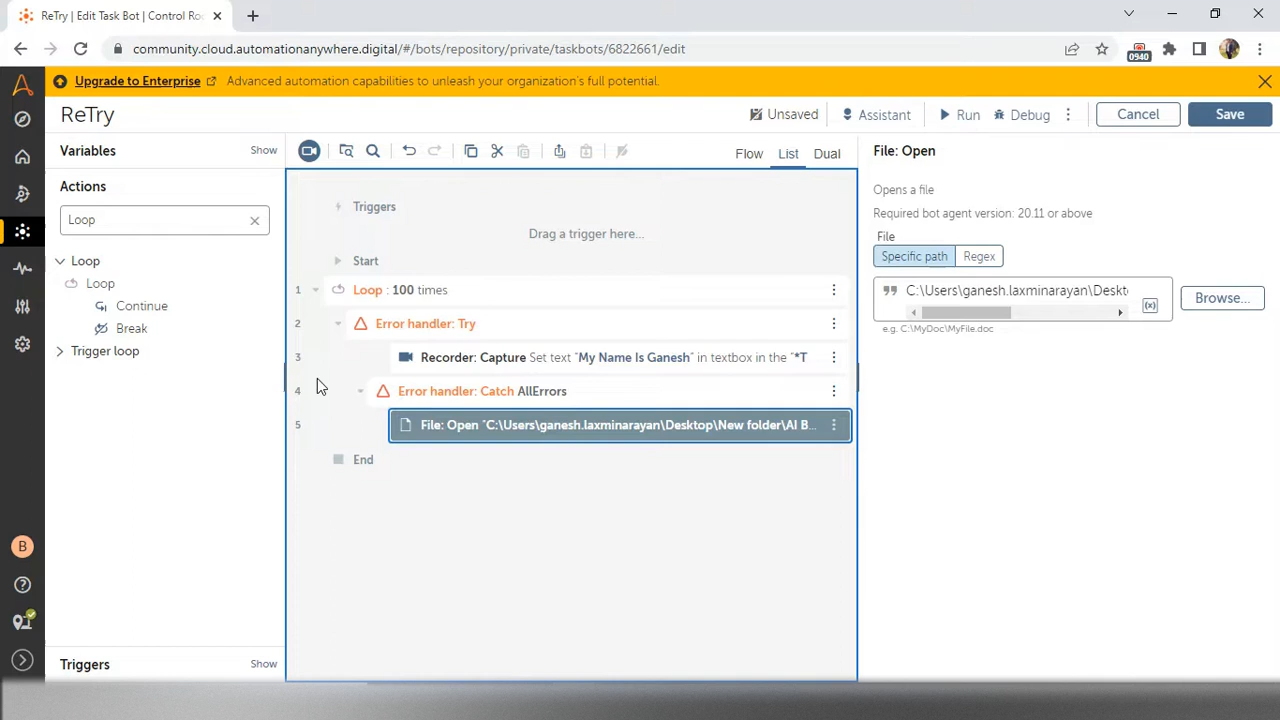 ReTry | Edit Task Bot | Control Ro
community.cloud.automationanywhere.digital/#/bots/repository/private/taskbots/6822661/edit
0940
Upgrade to Enterprise Advanced automation capabilities to unleash your organization's full potential.
ReTry
Unsaved
Assistant
Run
Debug
Cancel
Save
Variables
Show
Flow
List
Dual
File: Open
Actions
Opens a file
Triggers
Required bot agent version: 20.11 or above
Loop
Drag a trigger here...
File
Specific path
Regex
Loop
Start
Loop
1 Loop : 100 times
C:\Users\ganesh.laxminarayan\Deskt
Browse...
Continue
2 Error handler: Try
e.g. C:\MyDoc\MyFile.doc
Break
Trigger loop
3 Recorder: Capture Set text "My Name Is Ganesh" in textbox in the "*T
4 Error handler: Catch AllErrors
5 File: Open "C:\Users\ganesh.laxminarayan\Desktop\New folder\AI B...
End
B
Triggers
Show